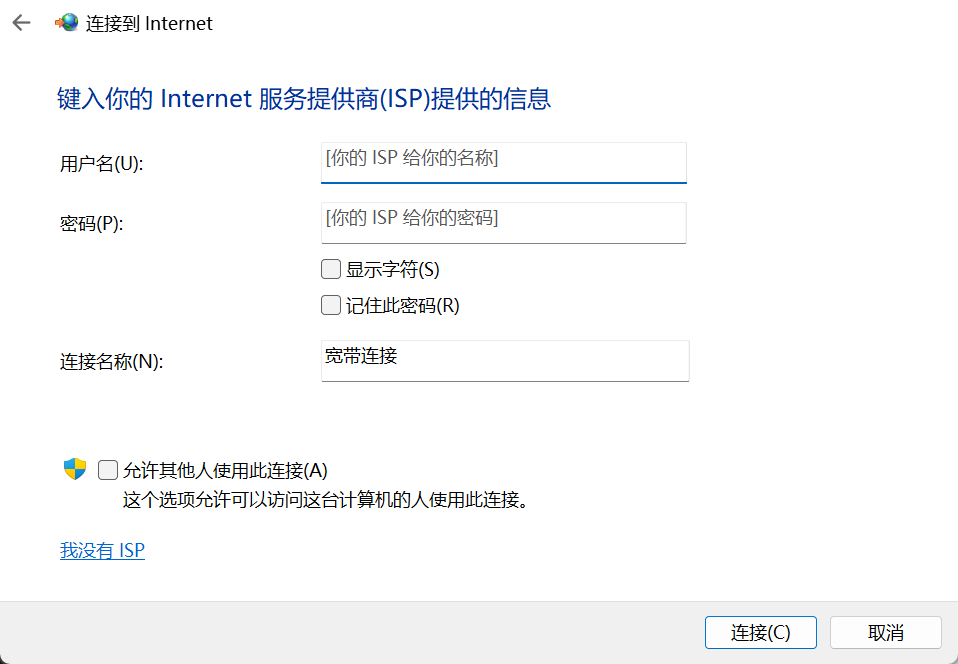 连接到 Internet
键入你的 Internet 服务提供商(ISP)提供的信息
用户名(U):
[你的 ISP 给你的名称]
密码(P):
[你的 ISP 给你的密码]
显示字符(S)
记住此密码(R)
连接名称(N):
宽带连接
允许其他人使用此连接(A)
这个选项允许可以访问这台计算机的人使用此连接。
我没有 ISP
连接(C)
取消